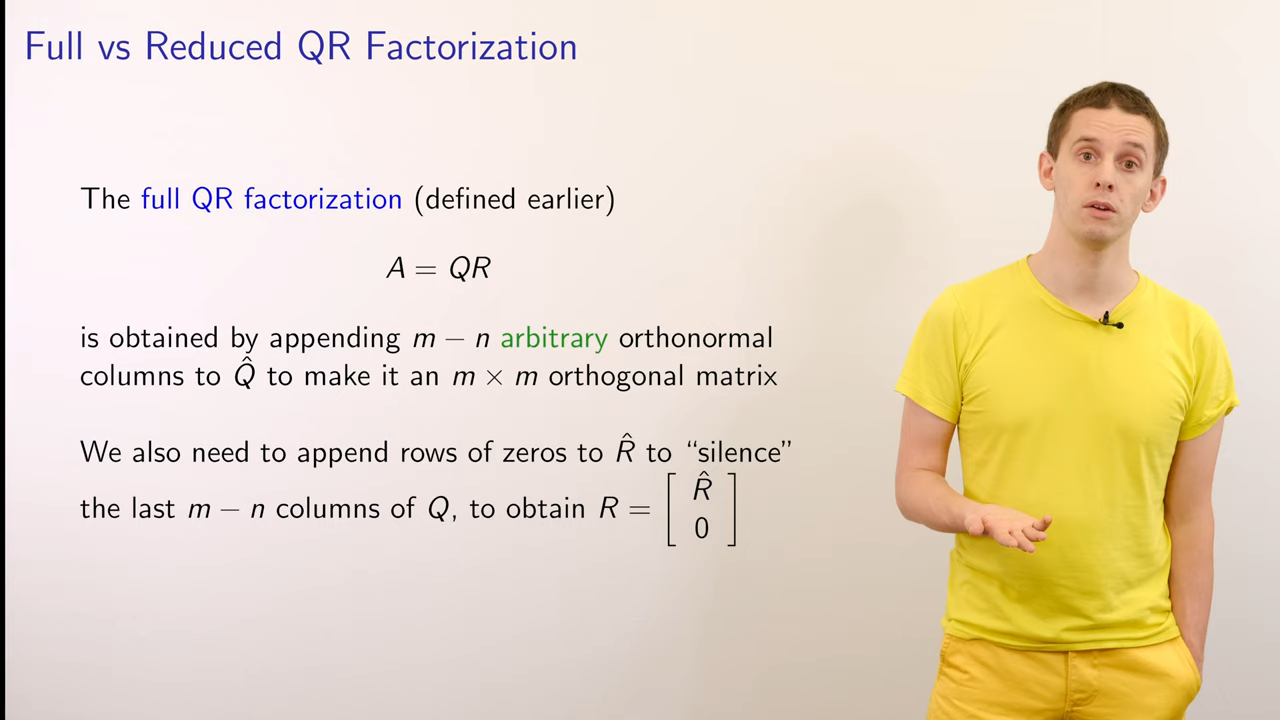 Full vs Reduced QR Factorization
The full QR factorization (defined earlier)
A = QR
is obtained by appending m − n arbitrary orthonormal
columns to Q̂ to make it an m × m orthogonal matrix
We also need to append rows of zeros to R̂ to “silence”
the last m − n columns of Q, to obtain R = [ R̂ 0 ]